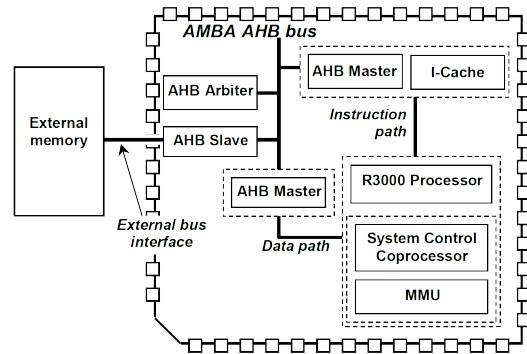 AMBA AHB bus
AHB Master
I-Cache
AHB Arbiter
External
memory
Instruction
path
AHB Slave
R3000 Processor
AHB Master
External bus
interface
Data path
System Control
Coprocessor
MMU